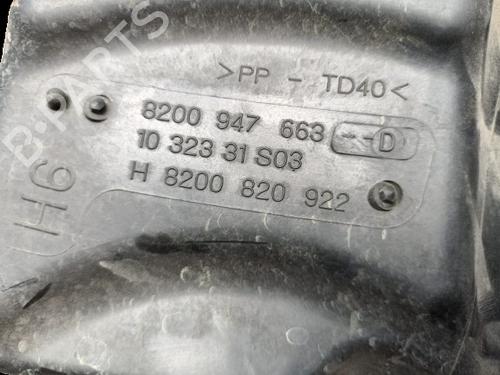 >PP - TD40<
8200 947 663 -- D
10 323 31 S03
H 8200 820 922
H6
B-PARTS